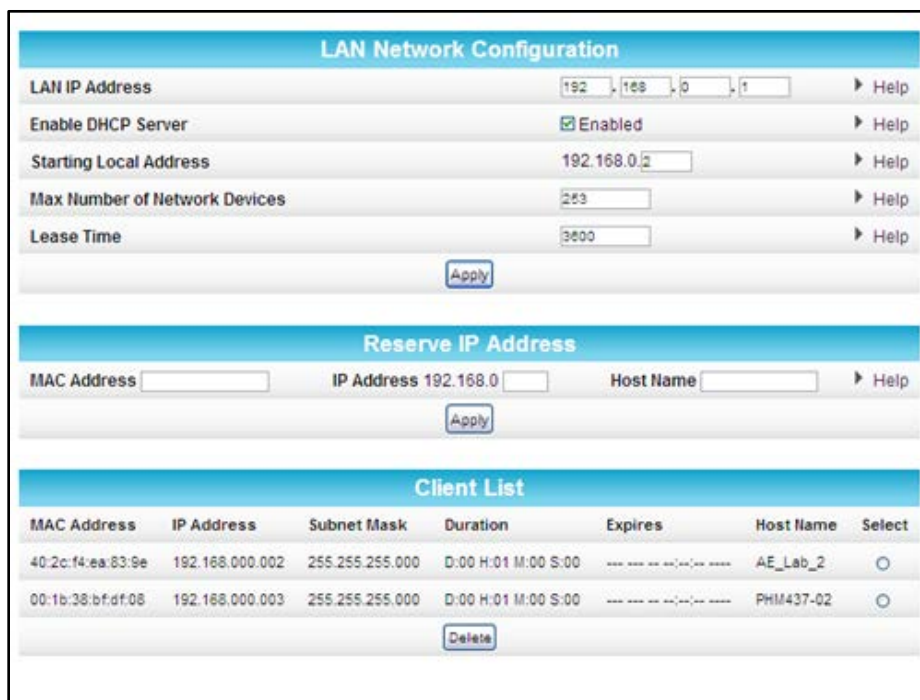 LAN Network Configuration
LAN IP Address 192 . 168 . 0 . 1 Help
Enable DHCP Server Enabled Help
Starting Local Address 192.168.0.2 Help
Max Number of Network Devices 253 Help
Lease Time 3600 Help
Apply
Reserve IP Address
MAC Address IP Address 192.168.0 Host Name Help
Apply
Client List
MAC Address IP Address Subnet Mask Duration Expires Host Name Select
40:2c:f4:ea:83:9e 192.168.000.002 255.255.255.000 D:00 H:01 M:00 S:00 --- --- -- --:--:-- ---- AE_Lab_2
00:1b:38:bf:df:08 192.168.000.003 255.255.255.000 D:00 H:01 M:00 S:00 --- --- -- --:--:-- ---- PHM437-02
Delete